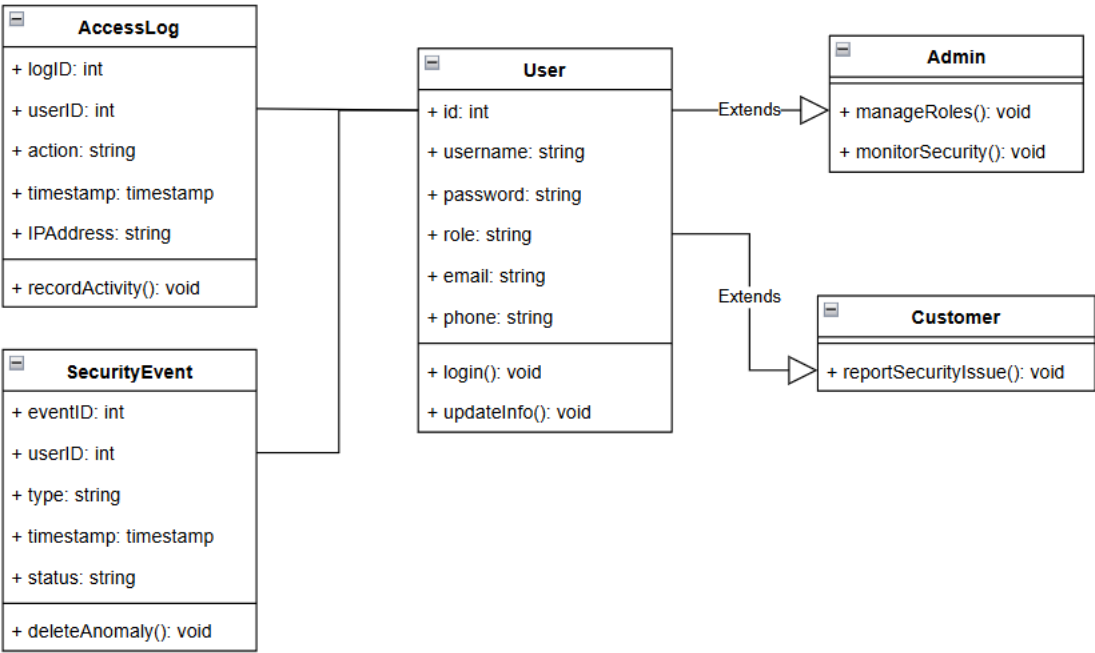 AccessLog
+ logID: int
+ userID: int
+ action: string
+ timestamp: timestamp
+ IPAddress: string
+ recordActivity(): void
SecurityEvent
+ eventID: int
+ userID: int
+ type: string
+ timestamp: timestamp
+ status: string
+ deleteAnomaly(): void
User
+ id: int
+ username: string
+ password: string
+ role: string
+ email: string
+ phone: string
+ login(): void
+ updateInfo(): void
Extends
Extends
Admin
+ manageRoles(): void
+ monitorSecurity(): void
Customer
+ reportSecurityIssue(): void